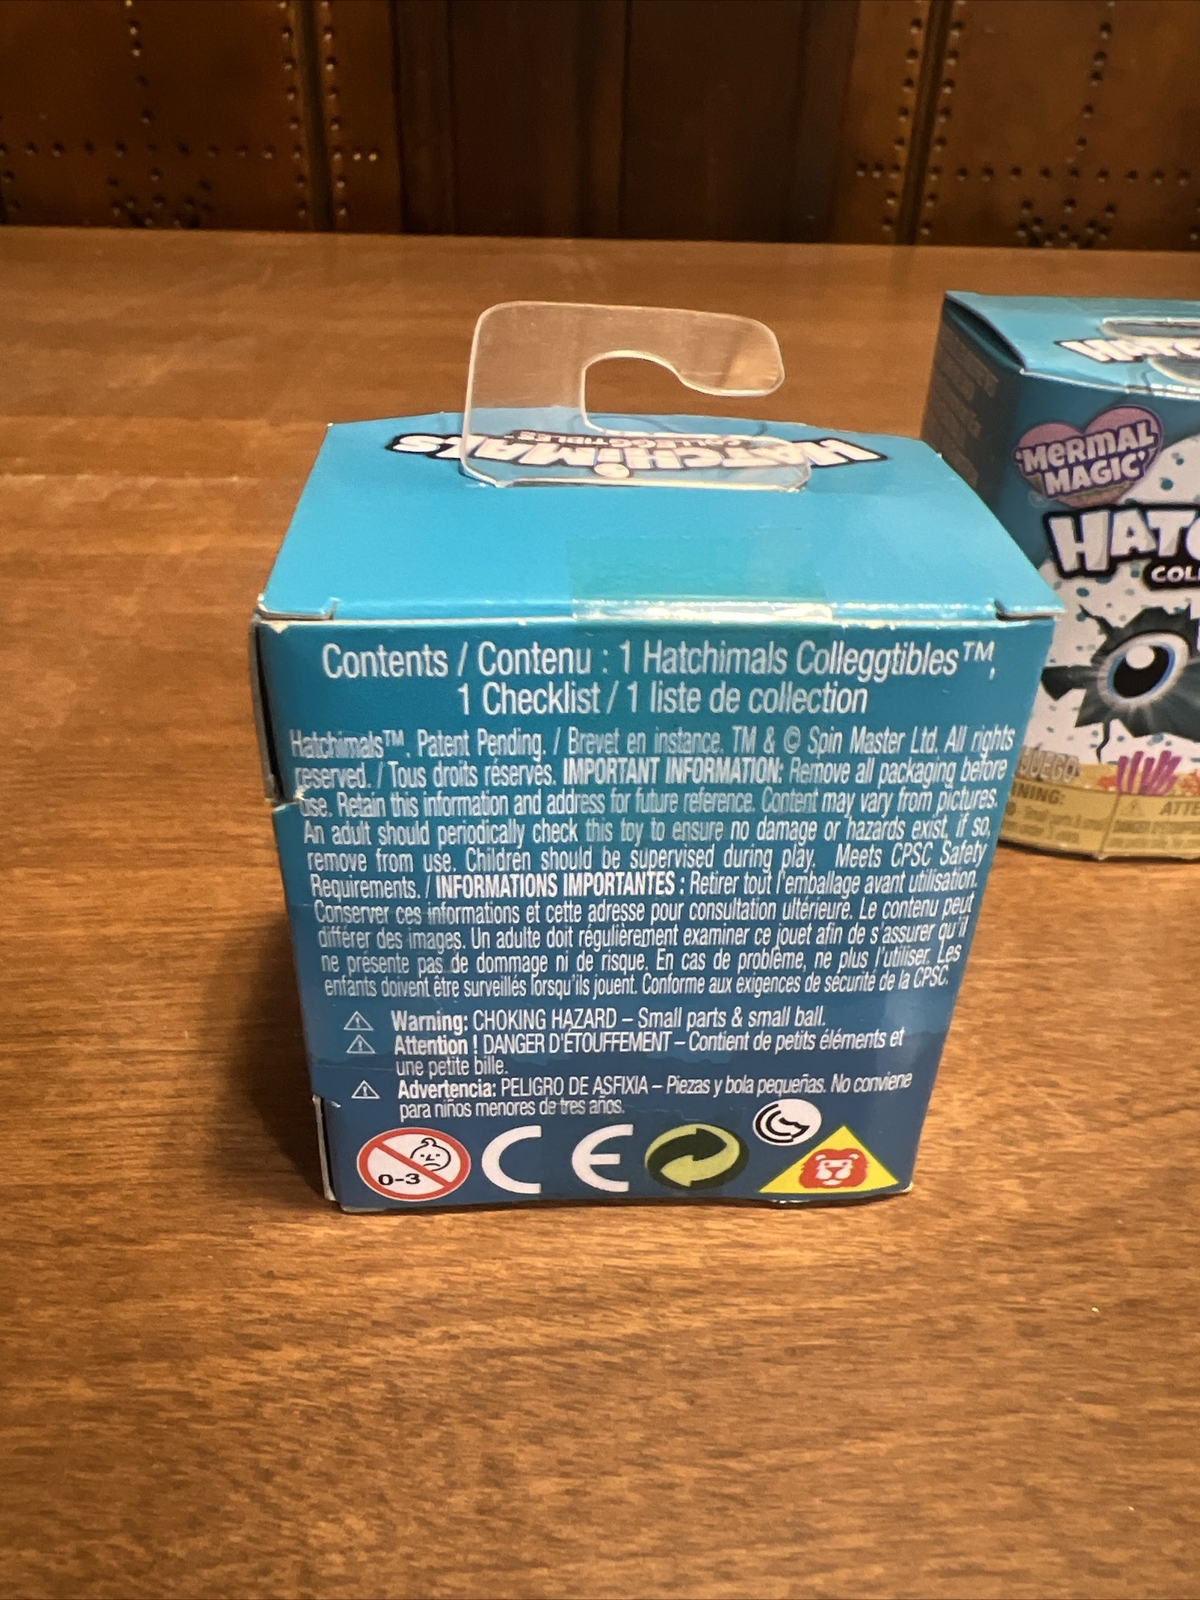 HATCHiMALS
COLLEGGTIBLES
Contents / Contenu : 1 Hatchimals Colleggtibles™,
1 Checklist / 1 liste de collection
Hatchimals™. Patent Pending. / Brevet en instance. TM & © Spin Master Ltd. All rights
reserved. / Tous droits réservés. IMPORTANT INFORMATION: Remove all packaging before
use. Retain this information and address for future reference. Content may vary from pictures.
An adult should periodically check this toy to ensure no damage or hazards exist, if so,
remove from use. Children should be supervised during play. Meets CPSC Safety
Requirements. / INFORMATIONS IMPORTANTES : Retirer tout l'emballage avant utilisation.
Conserver ces informations et cette adresse pour consultation ultérieure. Le contenu peut
différer des images. Un adulte doit régulièrement examiner ce jouet afin de s'assurer qu'il
ne présente pas de dommage ni de risque. En cas de problème, ne plus l'utiliser. Les
enfants doivent être surveillés lorsqu'ils jouent. Conforme aux exigences de sécurité de la CPSC.
Warning: CHOKING HAZARD – Small parts & small ball.
Attention ! DANGER D'ÉTOUFFEMENT – Contient de petits éléments et
une petite bille.
Advertencia: PELIGRO DE ASFIXIA – Piezas y bola pequeñas. No conviene
para niños menores de tres años.
0-3
CE
MERMAL
MAGIC
HATC
COLL